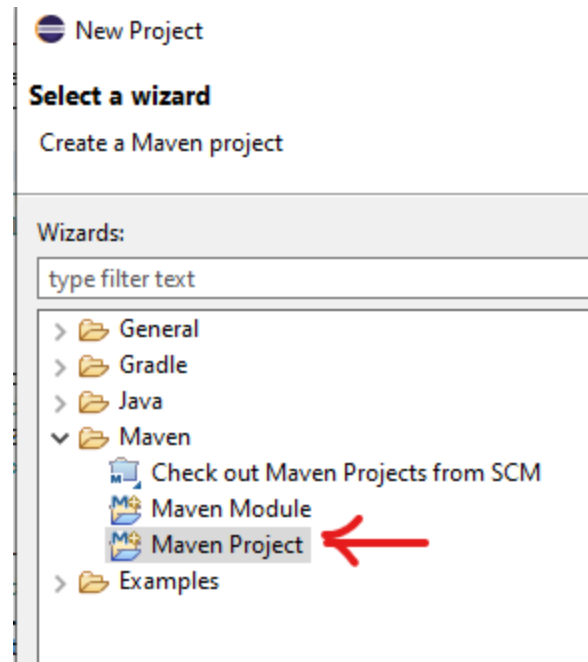 New Project
Select a wizard
Create a Maven project
Wizards:
type filter text
General
Gradle
Java
Maven
Check out Maven Projects from SCM
Maven Module
Maven Project
Examples